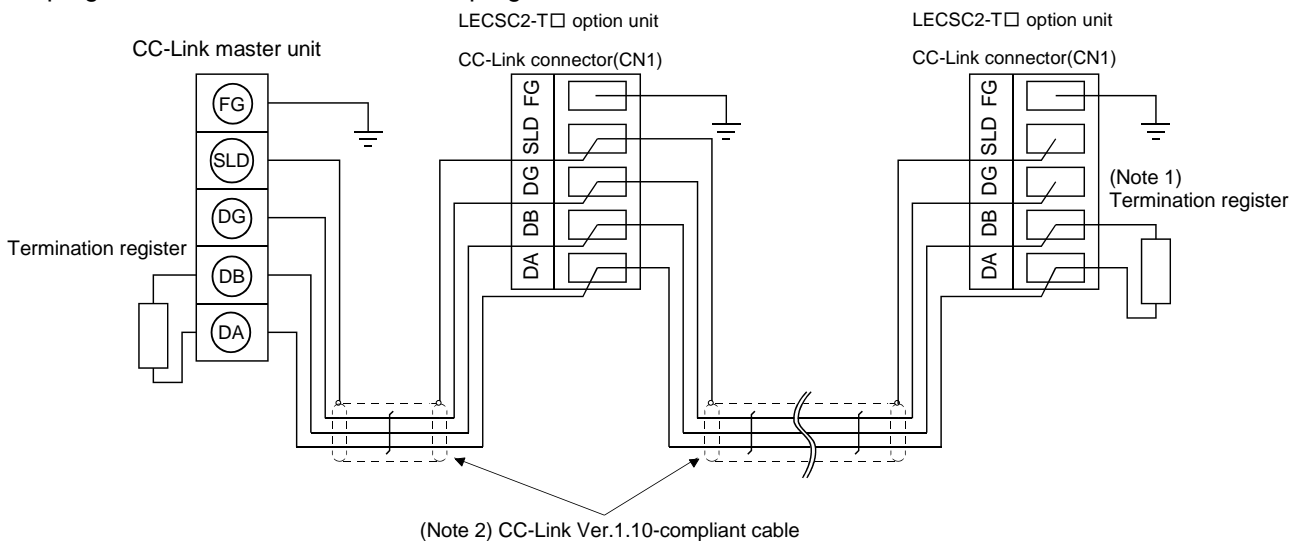 LECSC2-T□ option unit
LECSC2-T□ option unit
CC-Link master unit
CC-Link connector(CN1)
CC-Link connector(CN1)
FG
SLD
DG
DB
DA
FG
SLD
DG
DB
DA
FG
SLD
DG
DB
DA
(Note 1)
Termination register
Termination register
(Note 2) CC-Link Ver.1.10-compliant cable